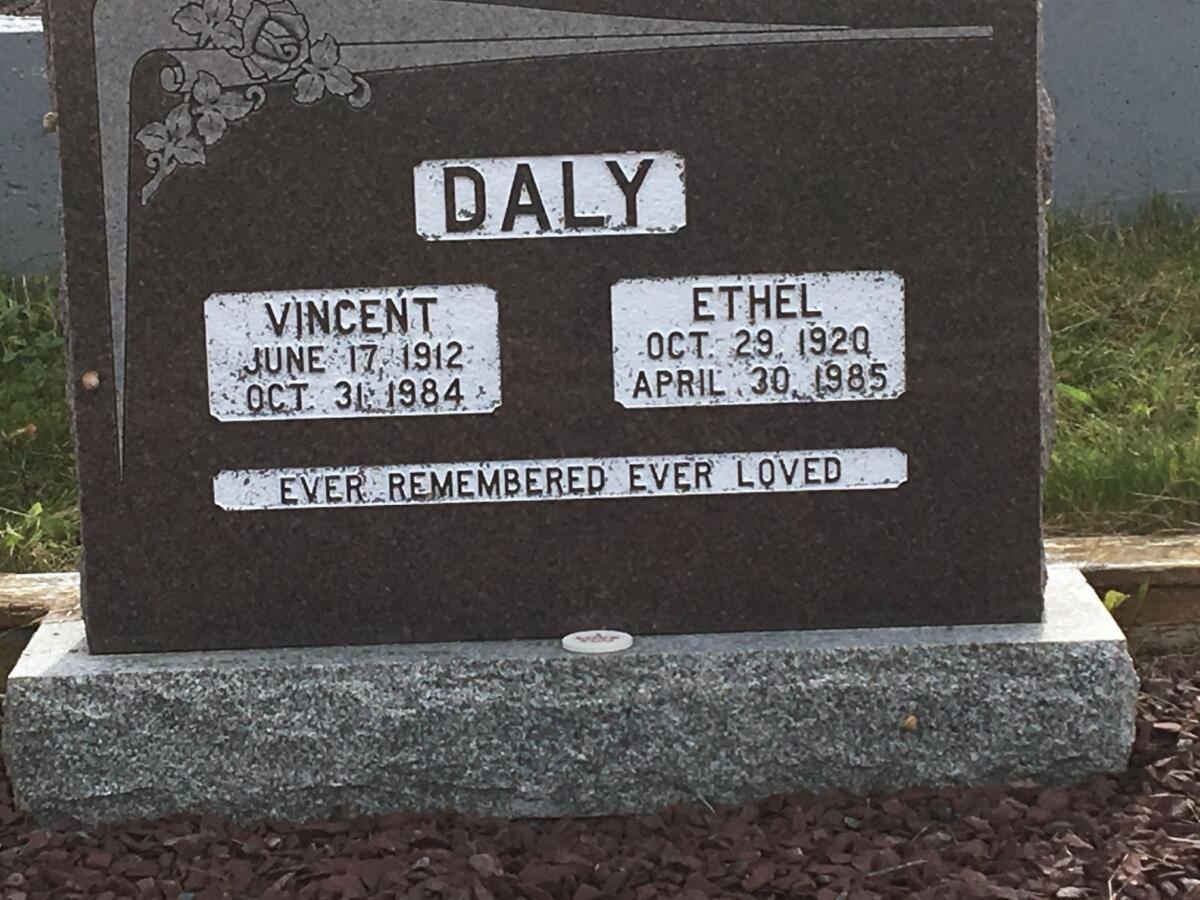 DALY
VINCENT
JUNE 17, 1912
OCT. 31, 1984
ETHEL
OCT. 29, 1920
APRIL 30, 1985
EVER REMEMBERED EVER LOVED